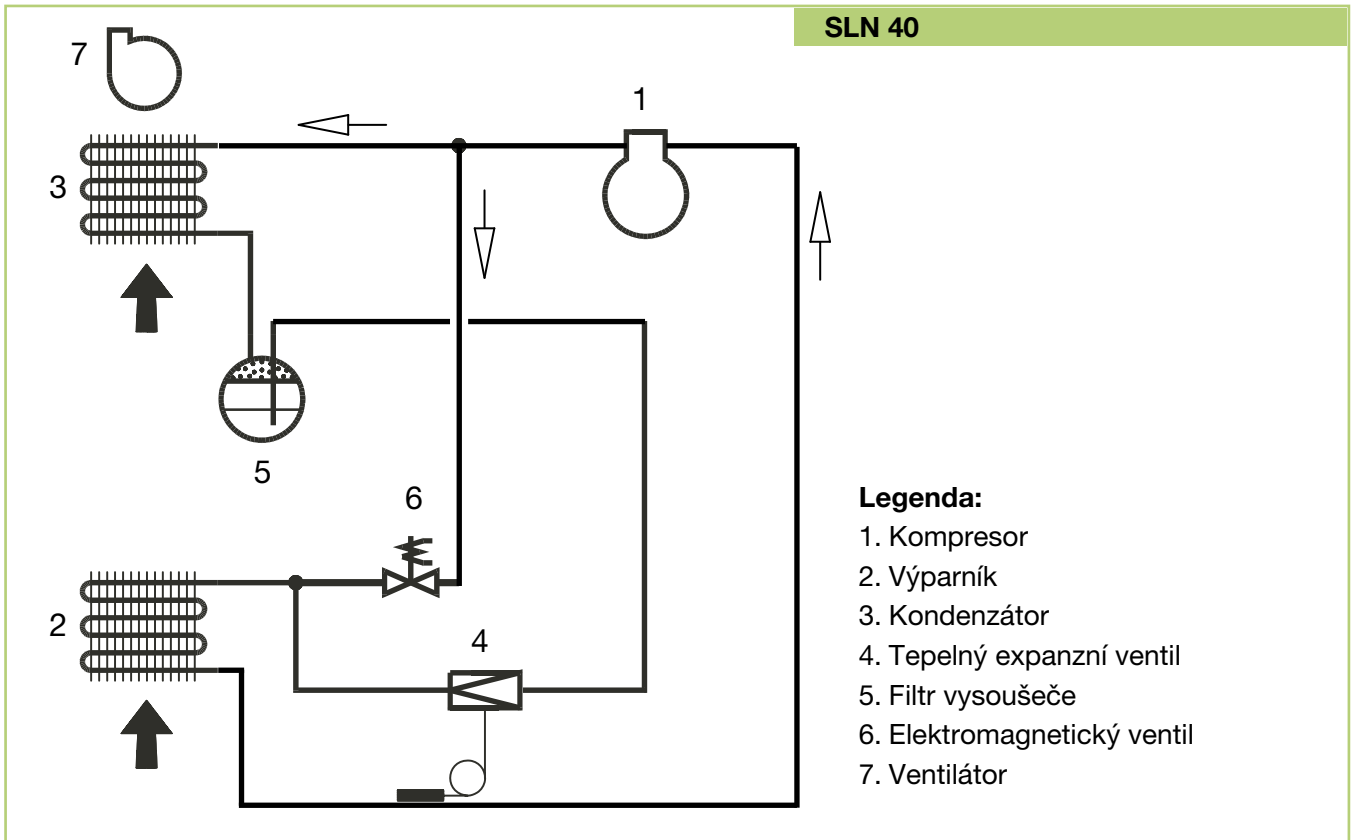 SLN 40
7
1
3
5
6
2
4
Legenda:
1. Kompresor
2. Výparník
3. Kondenzátor
4. Tepelný expanzní ventil
5. Filtr vysoušeče
6. Elektromagnetický ventil
7. Ventilátor